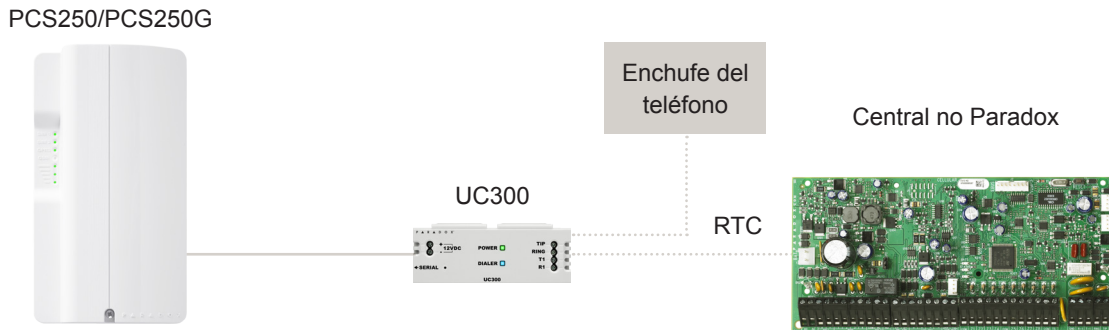 PCS250/PCS250G
Enchufe del
teléfono
Central no Paradox
UC300
RTC
12VDC
POWER
DIALER
SERIAL
TIP
RING
T1
R1
UC300